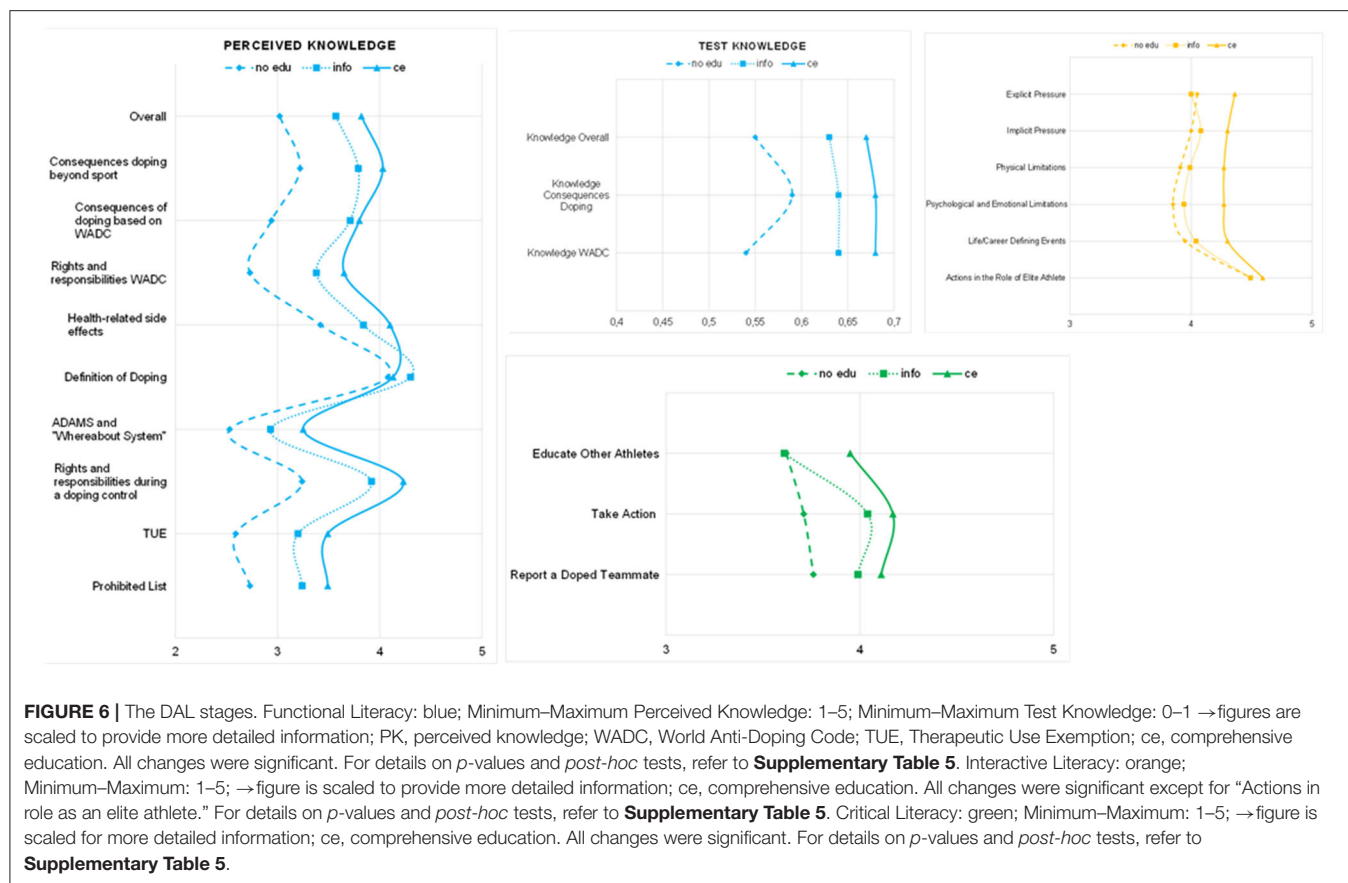 PERCEIVED KNOWLEDGE
no edu info ce
Overall
Consequences doping
beyond sport
Consequences of
doping based on
WADC
Rights and
responsibilities WADC
Health-related side
effects
Definition of Doping
ADAMS and
"Whereabout System"
Rights and
responsibilities during
a doping control
TUE
Prohibited List
2 3 4 5
TEST KNOWLEDGE
no edu info ce
Knowledge Overall
Knowledge
Consequences
Doping
Knowledge WADC
0,4 0,45 0,5 0,55 0,6 0,65 0,7
no edu info ce
Explicit Pressure
Implicit Pressure
Physical Limitations
Psychological and Emotional Limitations
Life/Career Defining Events
Actions in the Role of Elite Athlete
3 4 5
no edu info ce
Educate Other Athletes
Take Action
Report a Doped Teammate
3 4 5
FIGURE 6 | The DAL stages. Functional Literacy: blue; Minimum–Maximum Perceived Knowledge: 1–5; Minimum–Maximum Test Knowledge: 0–1 →figures are
scaled to provide more detailed information; PK, perceived knowledge; WADC, World Anti-Doping Code; TUE, Therapeutic Use Exemption; ce, comprehensive
education. All changes were significant. For details on p-values and post-hoc tests, refer to Supplementary Table 5. Interactive Literacy: orange;
Minimum–Maximum: 1–5; →figure is scaled to provide more detailed information; ce, comprehensive education. All changes were significant except for “Actions in
role as an elite athlete.” For details on p-values and post-hoc tests, refer to Supplementary Table 5. Critical Literacy: green; Minimum–Maximum: 1–5; →figure is
scaled for more detailed information; ce, comprehensive education. All changes were significant. For details on p-values and post-hoc tests, refer to
Supplementary Table 5.